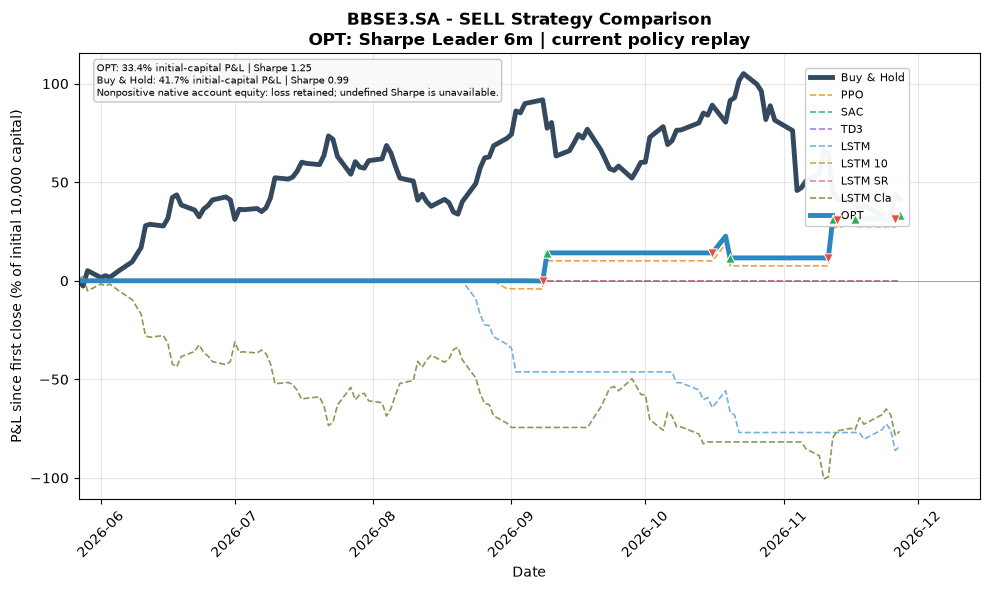 BBSE3.SA - SELL Strategy Comparison
OPT: Sharpe Leader 6m | current policy replay
OPT: 33.4% initial-capital P&L | Sharpe 1.25
Buy & Hold: 41.7% initial-capital P&L | Sharpe 0.99
Nonpositive native account equity: loss retained; undefined Sharpe is unavailable.
Buy & Hold
PPO
SAC
TD3
LSTM
LSTM 10
LSTM SR
LSTM Cla
OPT
P&L since first close (% of initial 10,000 capital)
100
50
0
−50
−100
2026-06
2026-07
2026-08
2026-09
2026-10
2026-11
2026-12
Date